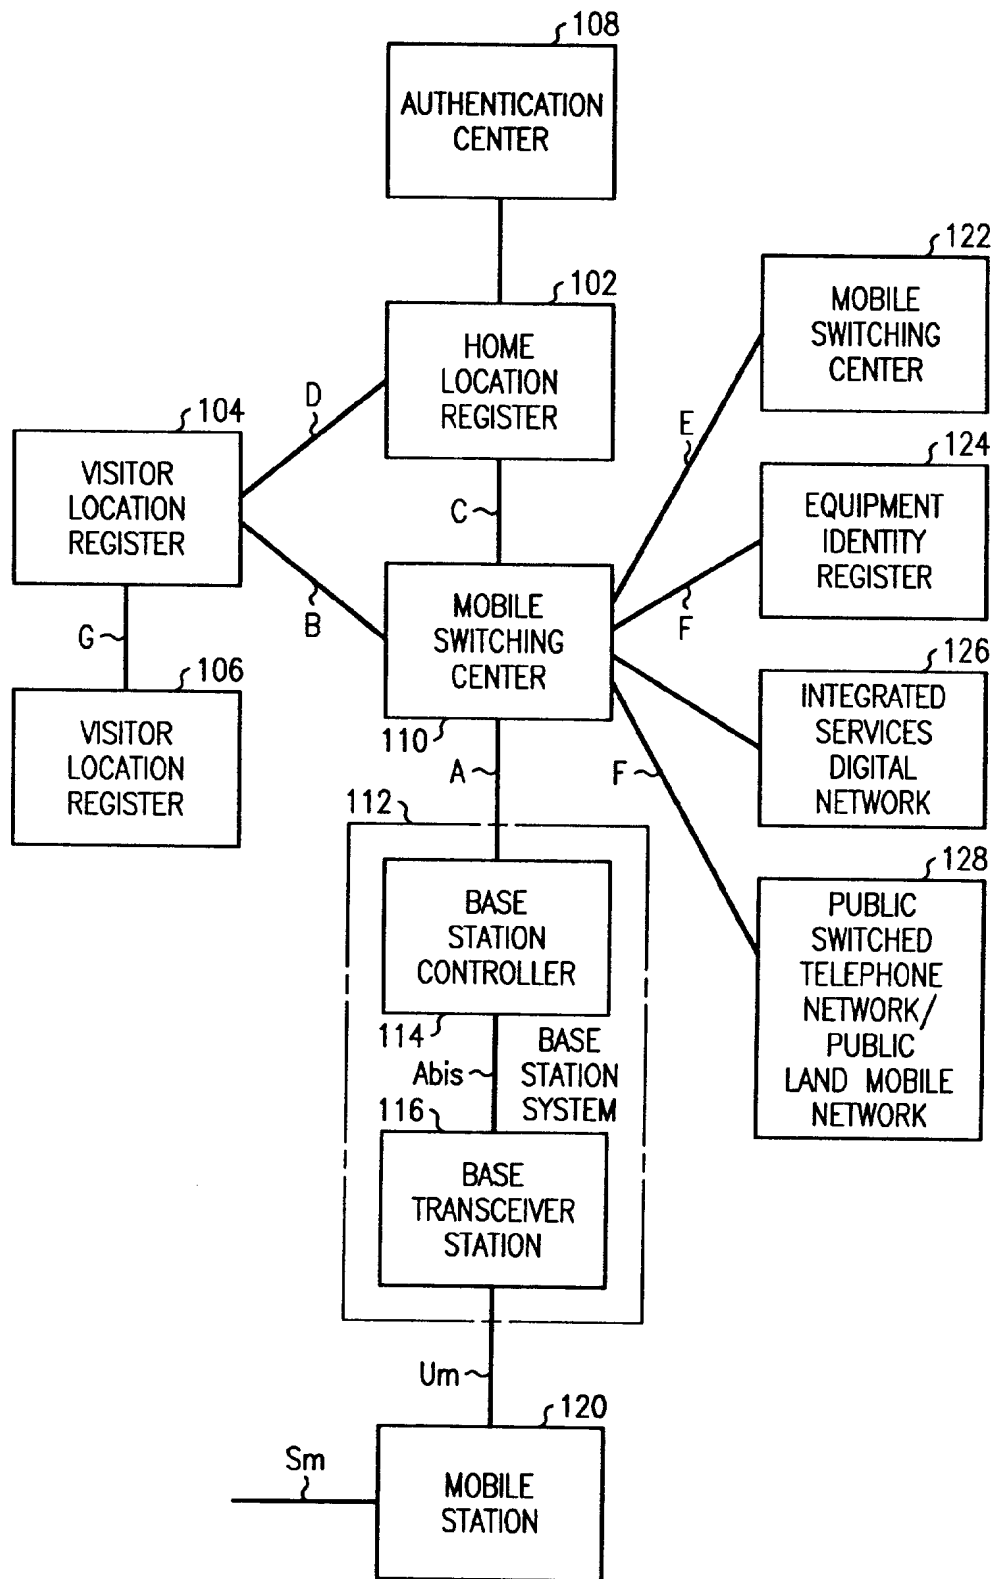 108
AUTHENTICATION
CENTER
102
HOME
LOCATION
REGISTER
122
MOBILE
SWITCHING
CENTER
D
E
104
VISITOR
LOCATION
REGISTER
C
124
EQUIPMENT
IDENTITY
REGISTER
B
F
G
MOBILE
SWITCHING
CENTER
110
106
VISITOR
LOCATION
REGISTER
126
INTEGRATED
SERVICES
DIGITAL
NETWORK
A
F
112
BASE
STATION
CONTROLLER
114
128
PUBLIC
SWITCHED
TELEPHONE
NETWORK/
PUBLIC
LAND MOBILE
NETWORK
Abis
BASE
STATION
SYSTEM
116
BASE
TRANSCEIVER
STATION
Um
120
Sm
MOBILE
STATION